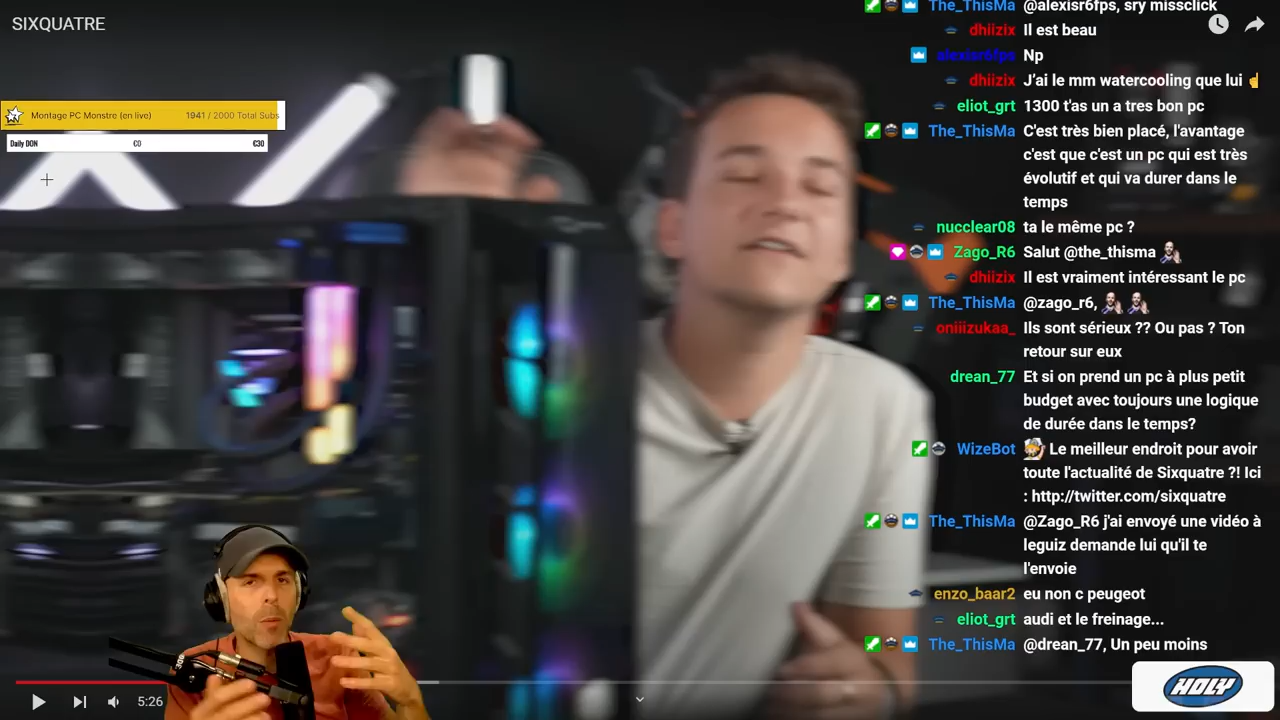 SIXQUATRE
Montage PC Monstre (en live) 1941 / 2000 Total Subs
Daily DON €0 €30
The_ThisMa @alexisr6fps, sry missclick
dhiizix Il est beau
alexisr6fps Np
dhiizix J'ai le mm watercooling que lui
eliot_grt 1300 t'as un a tres bon pc
The_ThisMa C'est très bien placé, l'avantage
c'est que c'est un pc qui est très
évolutif et qui va durer dans le
temps
nucclear08 ta le même pc ?
Zago_R6 Salut @the_thisma
dhiizix Il est vraiment intéressant le pc
The_ThisMa @zago_r6,
oniiizukaa_ Ils sont sérieux ?? Ou pas ? Ton
retour sur eux
drean_77 Et si on prend un pc à plus petit
budget avec toujours une logique
de durée dans le temps?
WizeBot Le meilleur endroit pour avoir
toute l'actualité de Sixquatre ?! Ici
: http://twitter.com/sixquatre
The_ThisMa @Zago_R6 j'ai envoyé une vidéo à
leguiz demande lui qu'il te
l'envoie
enzo_baar2 eu non c peugeot
eliot_grt audi et le freinage...
The_ThisMa @drean_77, Un peu moins
HOLY
5:26